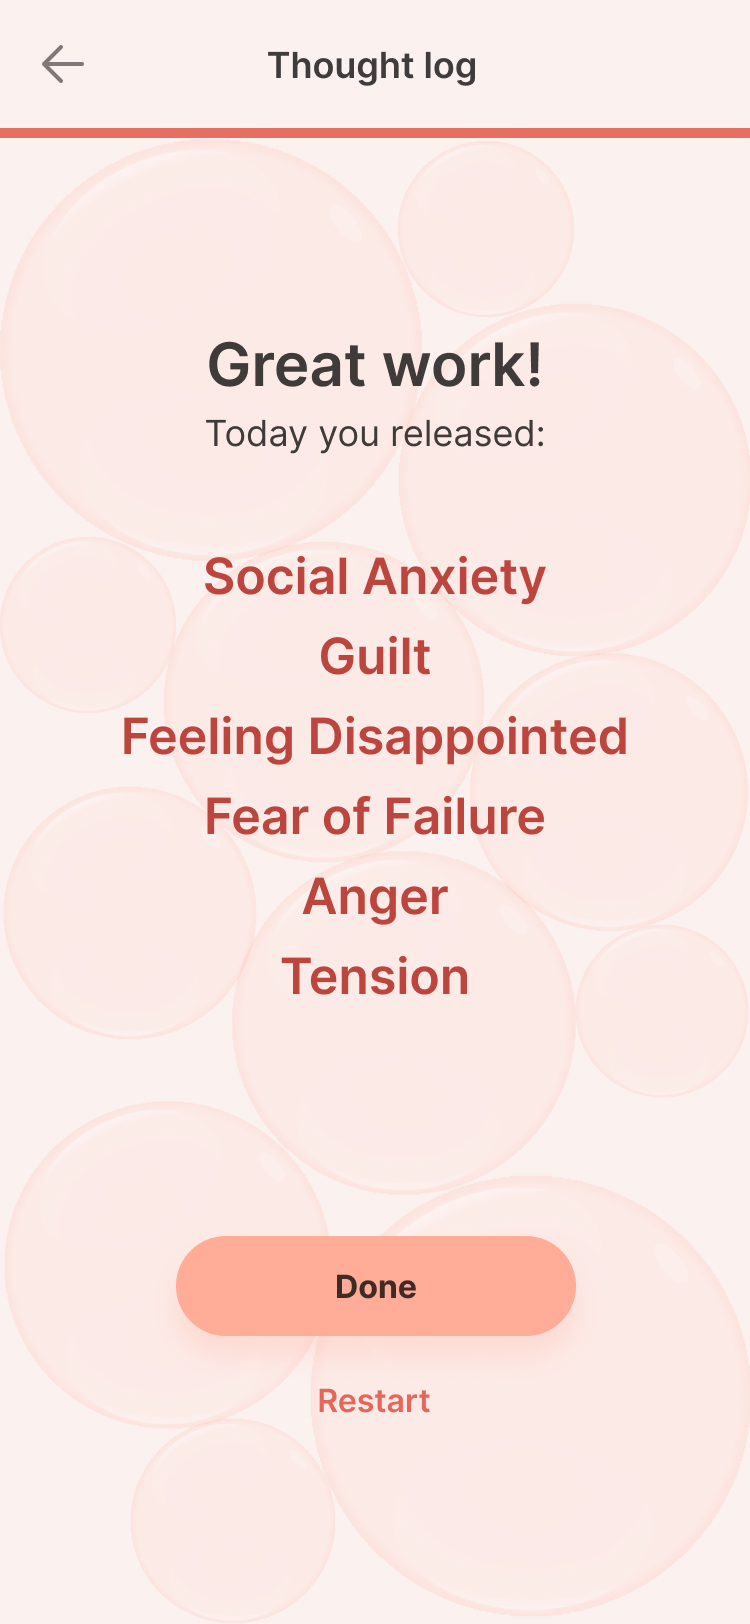 Thought log
Great work!
Today you released:
Social Anxiety
Guilt
Feeling Disappointed
Fear of Failure
Anger
Tension
Done
Restart